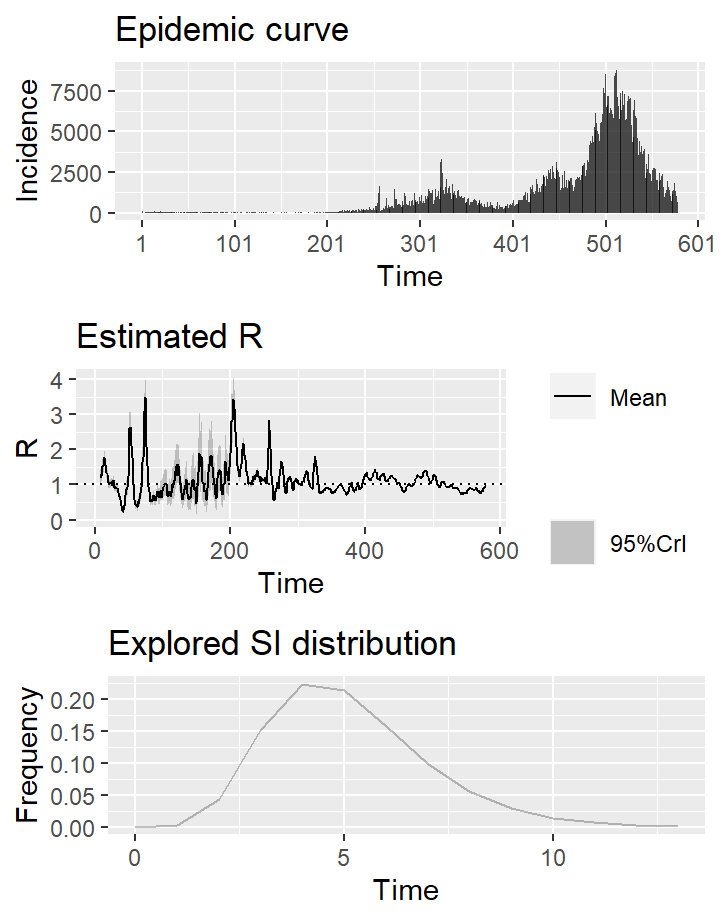 Epidemic curve
Incidence
7500
5000
2500
0
1 101 201 301 401 501 601
Time
Estimated R
R
4
3
2
1
0
0 200 400 600
Time
Mean
95%CrI
Explored SI distribution
Frequency
0.20
0.15
0.10
0.05
0.00
0 5 10
Time